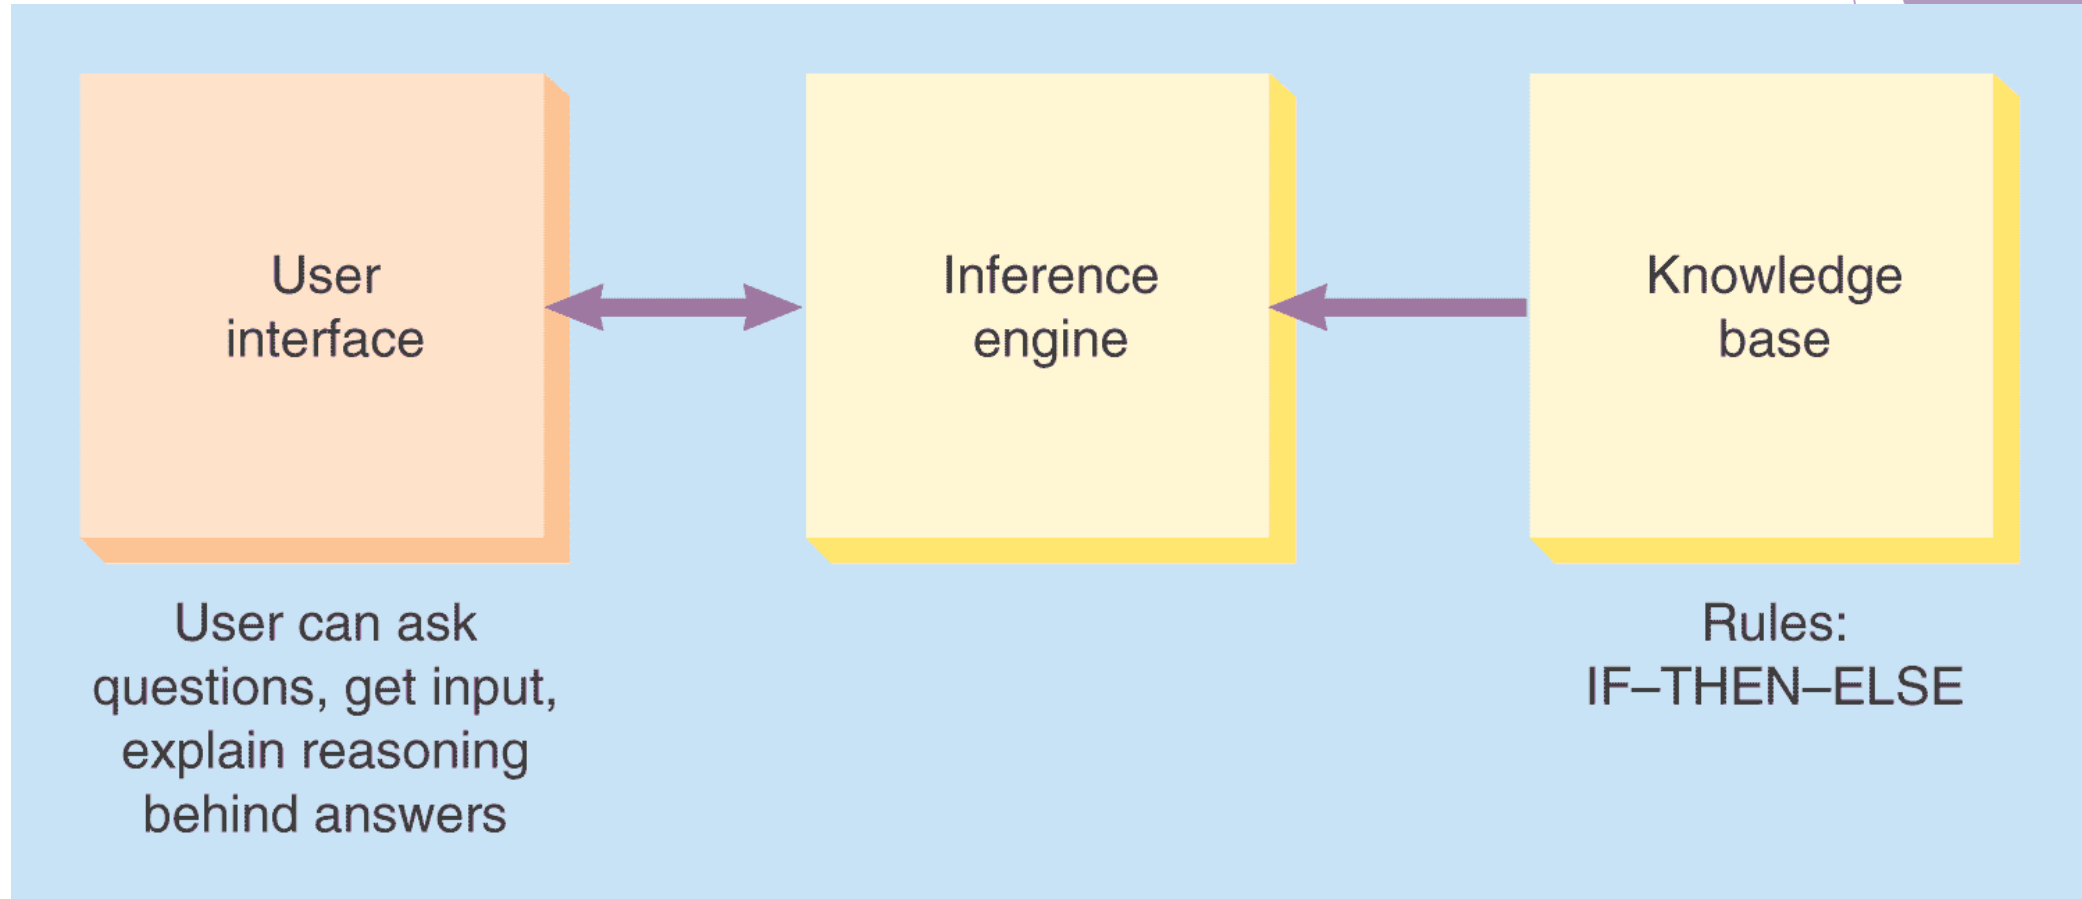 User
interface
Inference
engine
Knowledge
base
User can ask
questions, get input,
explain reasoning
behind answers
Rules:
IF–THEN–ELSE